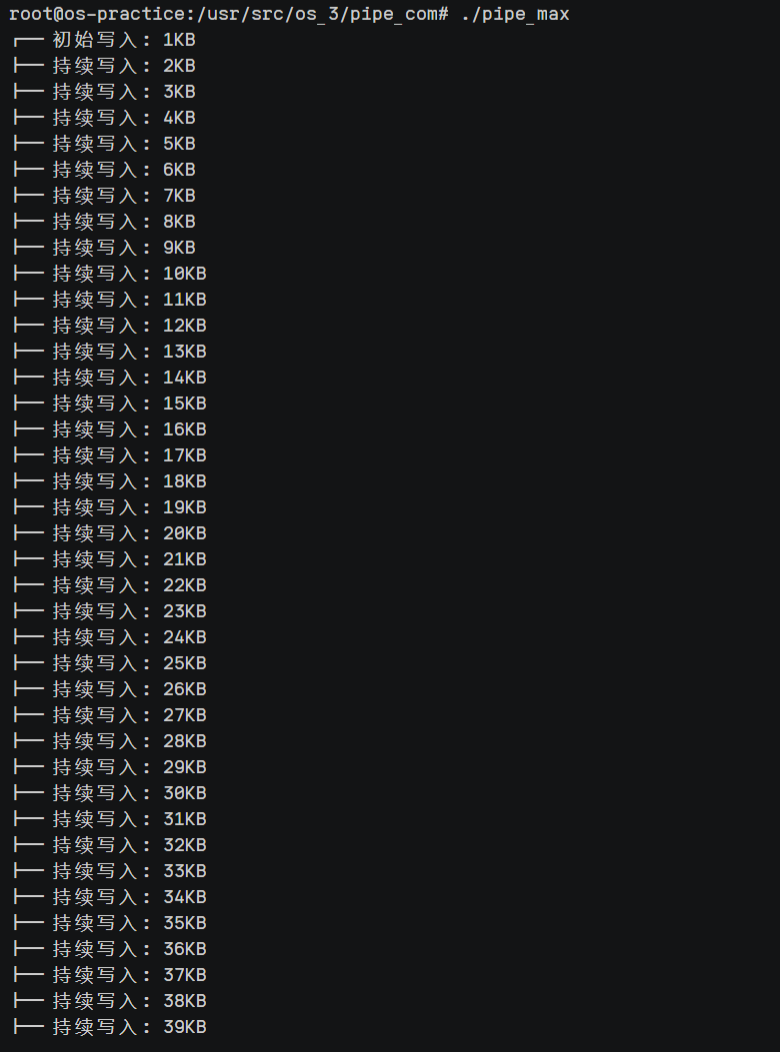 root@os-practice:/usr/src/os_3/pipe_com# ./pipe_max
┌── 初始写入: 1KB
├── 持续写入: 2KB
├── 持续写入: 3KB
├── 持续写入: 4KB
├── 持续写入: 5KB
├── 持续写入: 6KB
├── 持续写入: 7KB
├── 持续写入: 8KB
├── 持续写入: 9KB
├── 持续写入: 10KB
├── 持续写入: 11KB
├── 持续写入: 12KB
├── 持续写入: 13KB
├── 持续写入: 14KB
├── 持续写入: 15KB
├── 持续写入: 16KB
├── 持续写入: 17KB
├── 持续写入: 18KB
├── 持续写入: 19KB
├── 持续写入: 20KB
├── 持续写入: 21KB
├── 持续写入: 22KB
├── 持续写入: 23KB
├── 持续写入: 24KB
├── 持续写入: 25KB
├── 持续写入: 26KB
├── 持续写入: 27KB
├── 持续写入: 28KB
├── 持续写入: 29KB
├── 持续写入: 30KB
├── 持续写入: 31KB
├── 持续写入: 32KB
├── 持续写入: 33KB
├── 持续写入: 34KB
├── 持续写入: 35KB
├── 持续写入: 36KB
├── 持续写入: 37KB
├── 持续写入: 38KB
├── 持续写入: 39KB